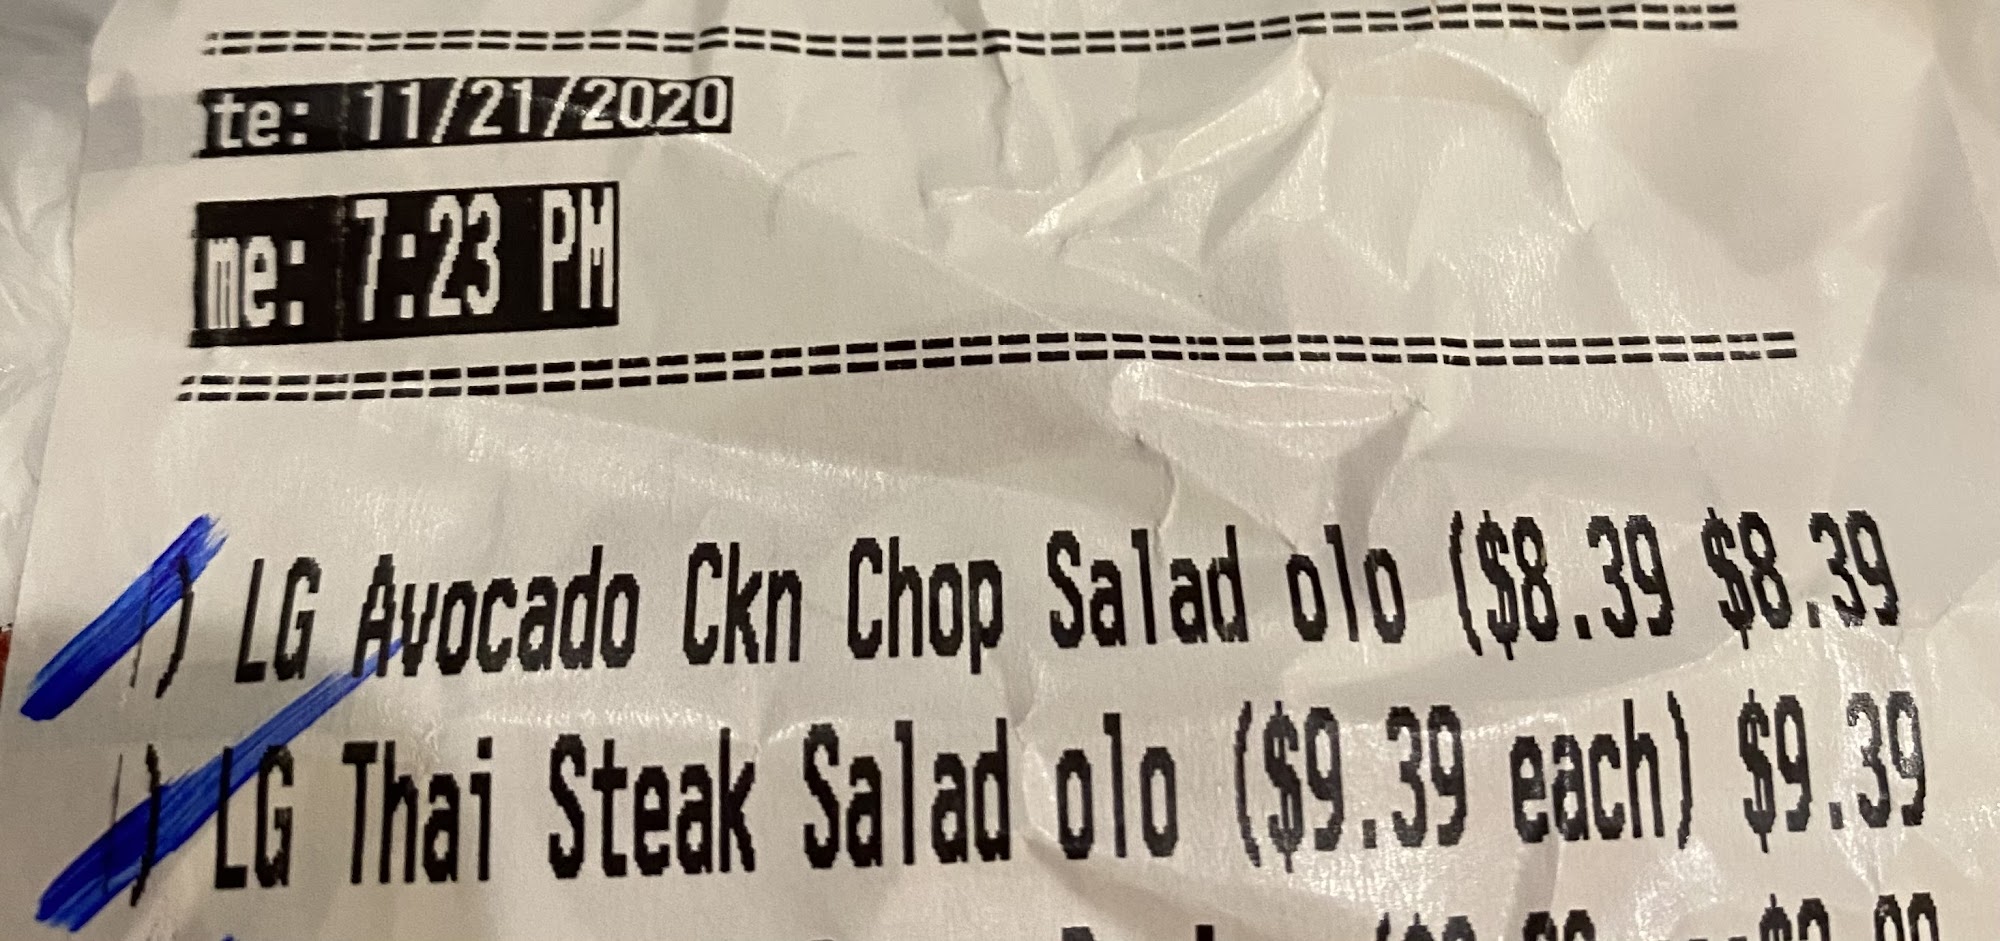 te: 11/21/2020
me: 7:23 PM
) LG Avocado Ckn Chop Salad olo ($8.39 $8.39
) LG Thai Steak Salad olo ($9.39 each) $9.39